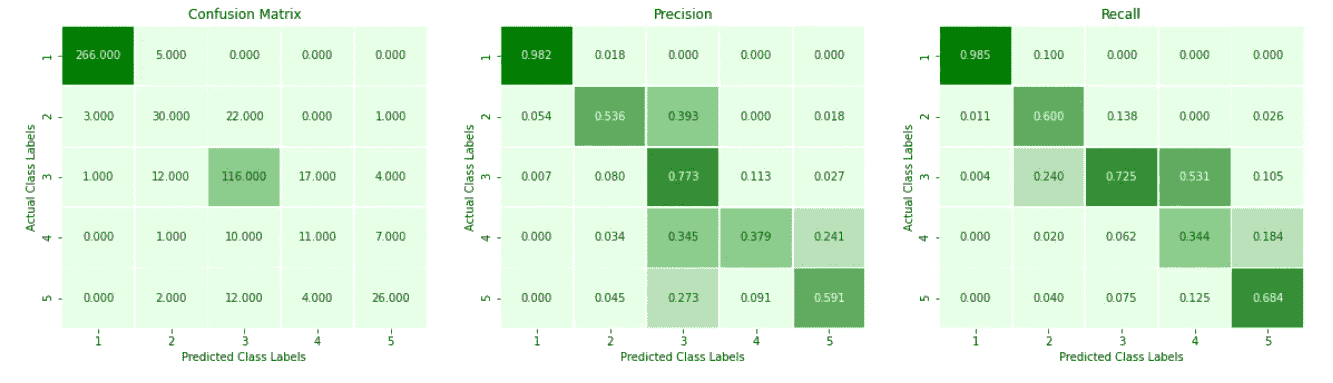 Confusion Matrix
Actual Class Labels
1 266.000 5.000 0.000 0.000 0.000
2 3.000 30.000 22.000 0.000 1.000
3 1.000 12.000 116.000 17.000 4.000
4 0.000 1.000 10.000 11.000 7.000
5 0.000 2.000 12.000 4.000 26.000
1 2 3 4 5
Predicted Class Labels
Precision
Actual Class Labels
1 0.982 0.018 0.000 0.000 0.000
2 0.054 0.536 0.393 0.000 0.018
3 0.007 0.080 0.773 0.113 0.027
4 0.000 0.034 0.345 0.379 0.241
5 0.000 0.045 0.273 0.091 0.591
1 2 3 4 5
Predicted Class Labels
Recall
Actual Class Labels
1 0.985 0.100 0.000 0.000 0.000
2 0.011 0.600 0.138 0.000 0.026
3 0.004 0.240 0.725 0.531 0.105
4 0.000 0.020 0.062 0.344 0.184
5 0.000 0.040 0.075 0.125 0.684
1 2 3 4 5
Predicted Class Labels